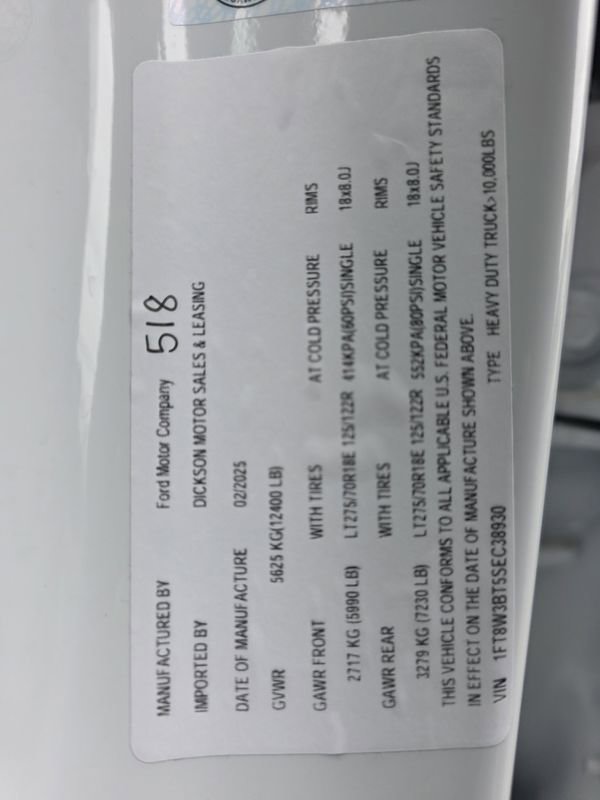 MANUFACTURED BY Ford Motor Company 518
IMPORTED BY DICKSON MOTOR SALES & LEASING
DATE OF MANUFACTURE 02/2025
GVWR 5625 KG(12400 LB)
GAWR FRONT WITH TIRES AT COLD PRESSURE RIMS
2717 KG (5990 LB) LT275/70R18E 125/122R 414KPA(60PSI)SINGLE 18x8.0J
GAWR REAR WITH TIRES AT COLD PRESSURE RIMS
3279 KG (7230 LB) LT275/70R18E 125/122R 552KPA(80PSI)SINGLE 18x8.0J
THIS VEHICLE CONFORMS TO ALL APPLICABLE U.S. FEDERAL MOTOR VEHICLE SAFETY STANDARDS
IN EFFECT ON THE DATE OF MANUFACTURE SHOWN ABOVE.
VIN 1FT8W3BT5SEC38930 TYPE HEAVY DUTY TRUCK>10,000LBS